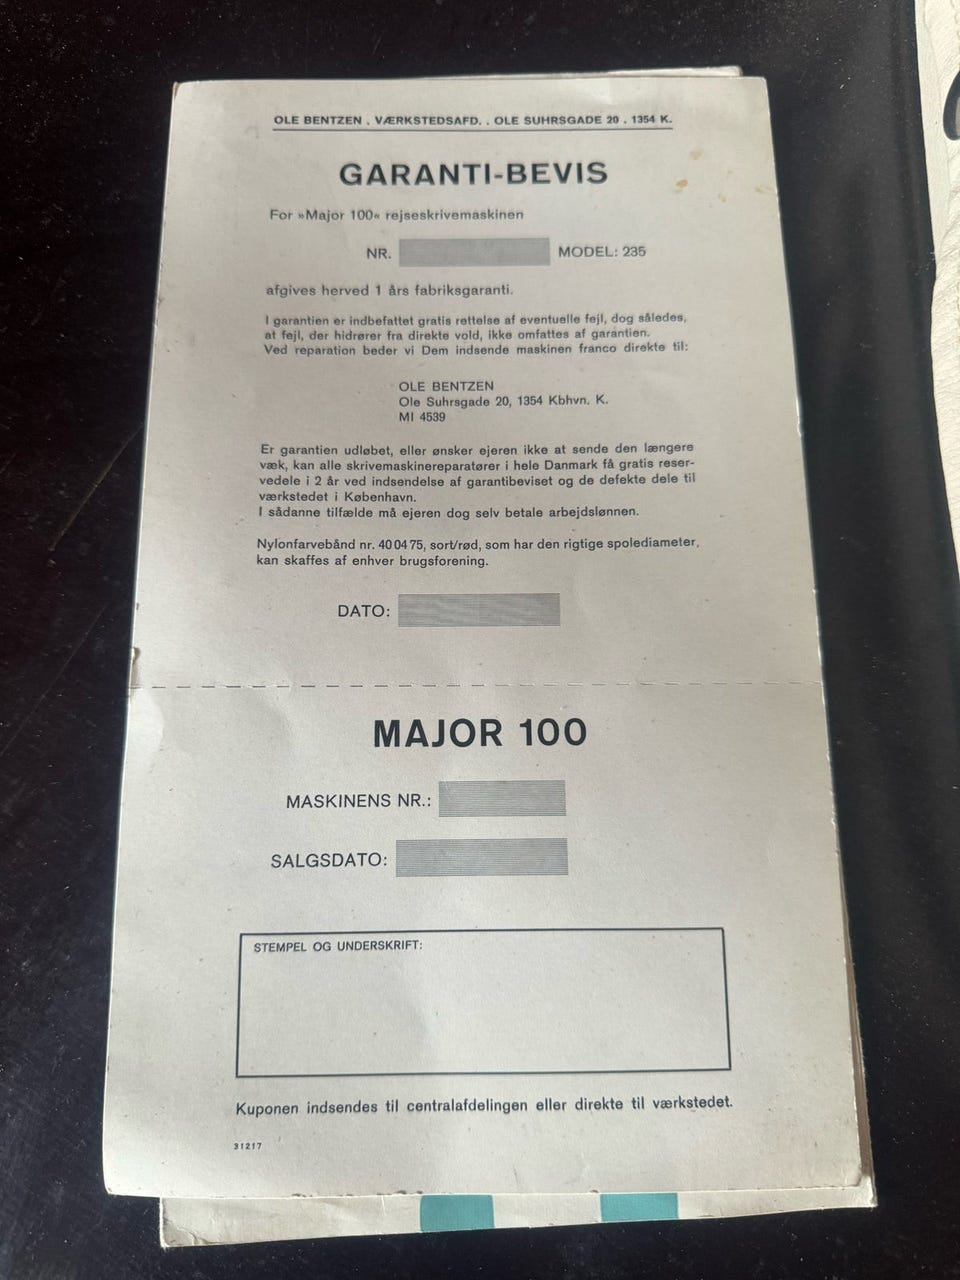 OLE BENTZEN . VÆRKSTEDSAFD. . OLE SUHRSGADE 20 . 1354 K.
GARANTI-BEVIS
For »Major 100« rejseskrivemaskinen
NR. MODEL: 235
afgives herved 1 års fabriksgaranti.
I garantien er indbefattet gratis rettelse af eventuelle fejl, dog således,
at fejl, der hidrører fra direkte vold, ikke omfattes af garantien.
Ved reparation beder vi Dem indsende maskinen franco direkte til:
OLE BENTZEN
Ole Suhrsgade 20, 1354 Kbhvn. K.
MI 4539
Er garantien udløbet, eller ønsker ejeren ikke at sende den længere
væk, kan alle skrivemaskinereparatører i hele Danmark få gratis reser-
vedele i 2 år ved indsendelse af garantibeviset og de defekte dele til
værkstedet i København.
I sådanne tilfælde må ejeren dog selv betale arbejdslønnen.
Nylonfarvebånd nr. 40 04 75, sort/rød, som har den rigtige spolediameter,
kan skaffes af enhver brugsforening.
DATO:
MAJOR 100
MASKINENS NR.:
SALGSDATO:
STEMPEL OG UNDERSKRIFT:
Kuponen indsendes til centralafdelingen eller direkte til værkstedet.
31217